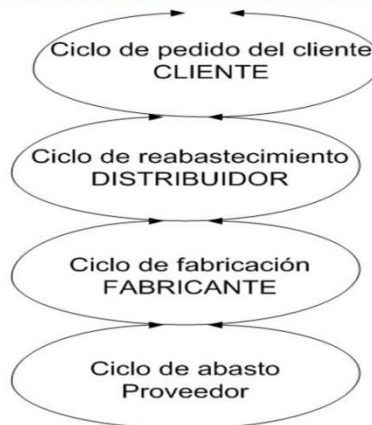 Ciclo de pedido del cliente
CLIENTE
Ciclo de reabastecimiento
DISTRIBUIDOR
Ciclo de fabricación
FABRICANTE
Ciclo de abasto
Proveedor